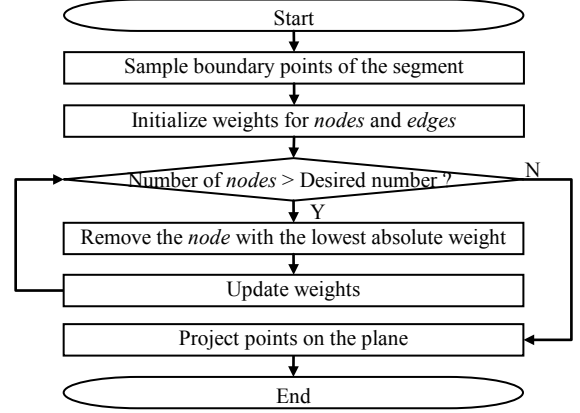 Start
Sample boundary points of the segment
Initialize weights for nodes and edges
Number of nodes > Desired number ?
N
Y
Remove the node with the lowest absolute weight
Update weights
Project points on the plane
End